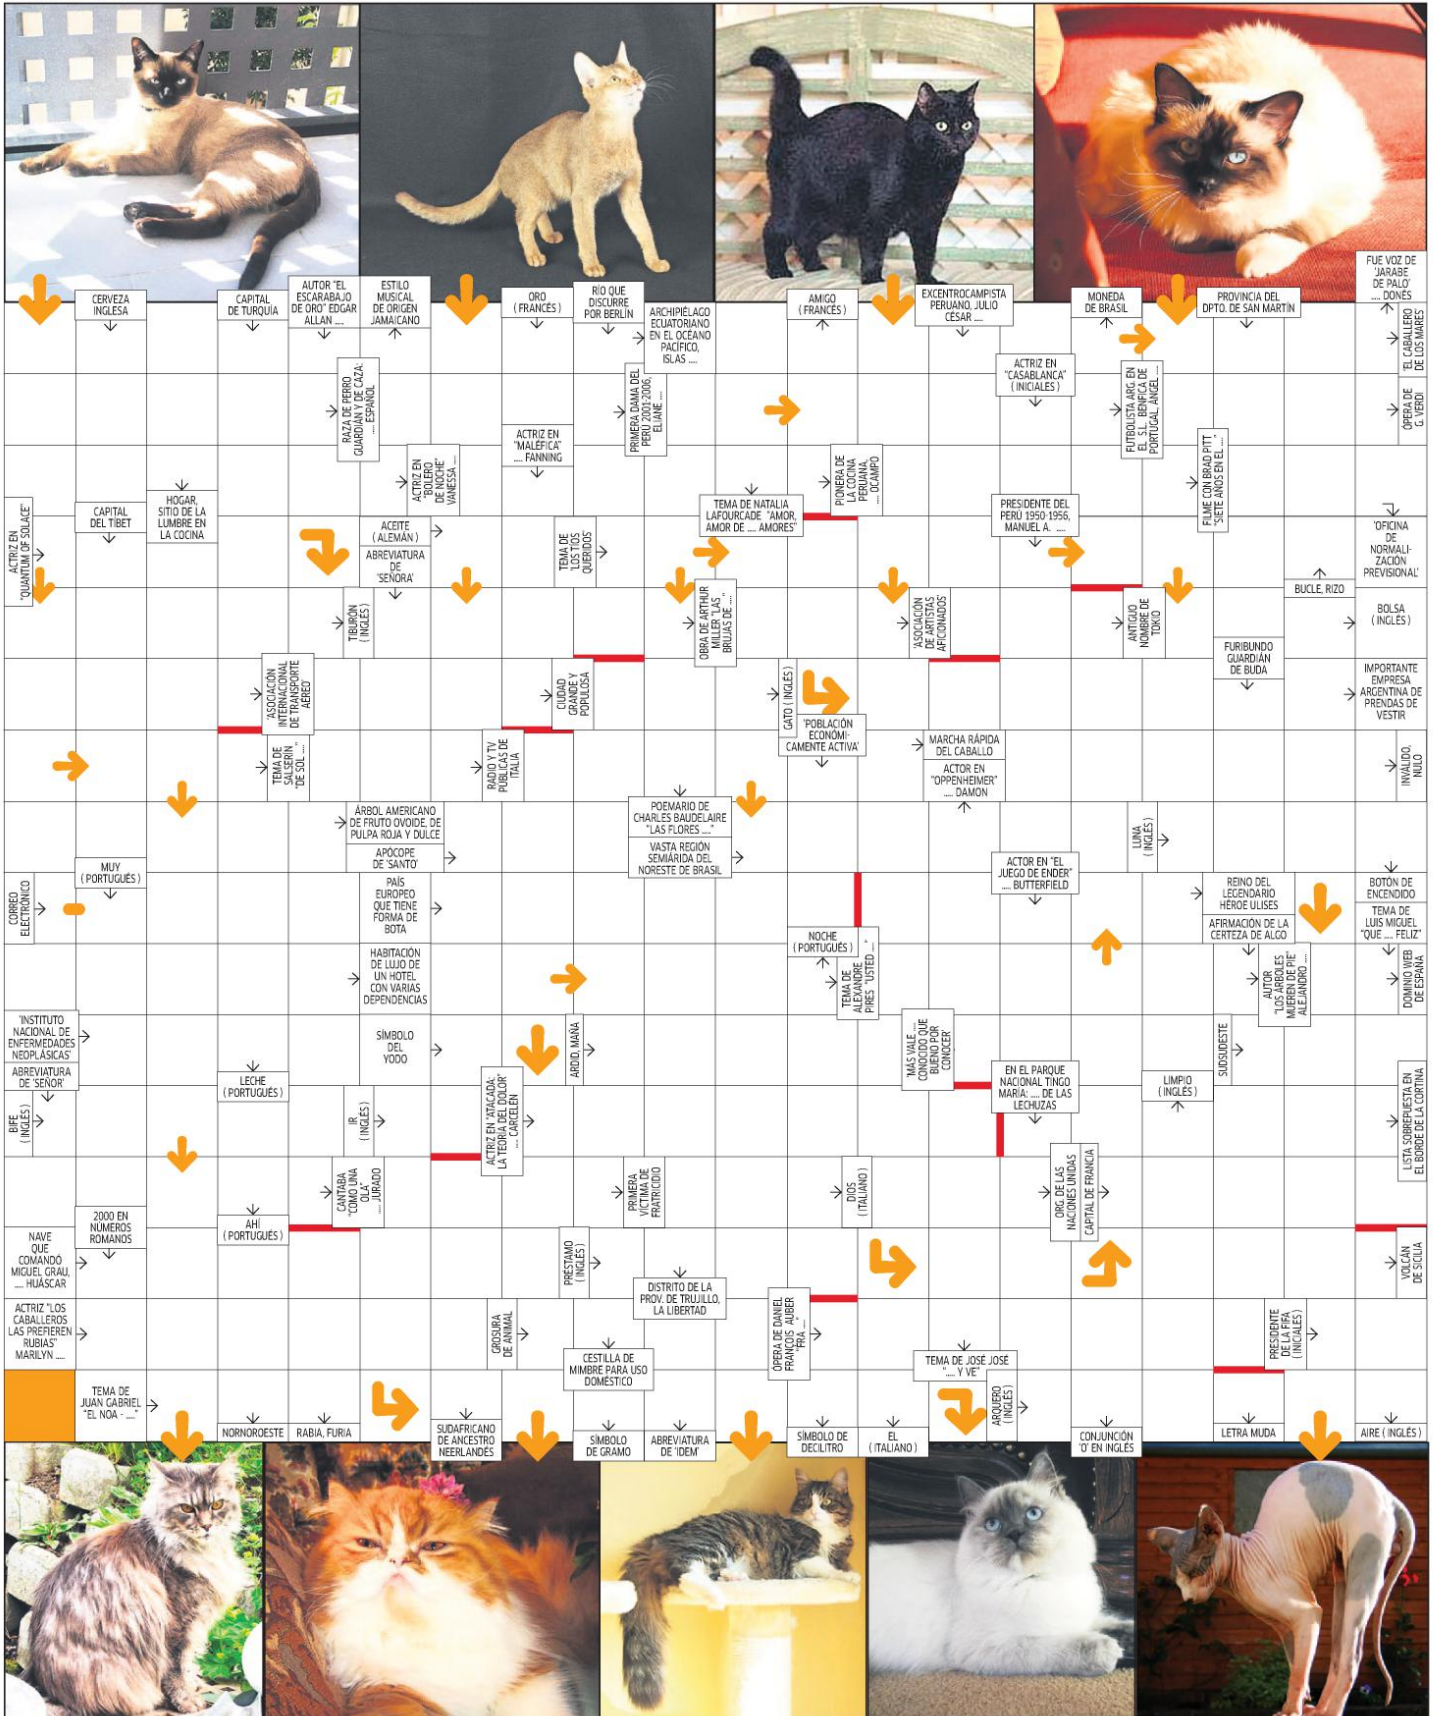 FUE VOZ DE
'JARABE
DE PALO'
.... DONÉS
CERVEZA
INGLESA
CAPITAL
DE TURQUÍA
AUTOR "EL
ESCARABAJO
DE ORO" EDGAR
ALLAN ....
ESTILO
MUSICAL
DE ORIGEN
JAMAICANO
ORO
( FRANCÉS )
RÍO QUE
DISCURRE
POR BERLÍN
ARCHIPIÉLAGO
ECUATORIANO
EN EL OCÉANO
PACÍFICO,
ISLAS ....
AMIGO
( FRANCÉS )
EXCENTROCAMPISTA
PERUANO, JULIO
CÉSAR ....
MONEDA
DE BRASIL
PROVINCIA DEL
DPTO. DE SAN MARTÍN
'EL CABALLERO
DE LOS MARES'
RAZA DE PERRO
GUARDIÁN Y DE CAZA:
.... ESPAÑOL
PRIMERA DAMA DEL
PERÚ 2001-2006,
ELIANE ....
ACTRIZ EN
"CASABLANCA"
( INICIALES )
FUTBOLISTA ARG. EN
EL S.L. BENFICA DE
PORTUGAL, ÁNGEL ....
ÓPERA DE
G. VERDI
ACTRIZ EN
"BOLERO
DE NOCHE"
VANESSA ....
ACTRIZ EN
"MALÉFICA"
.... FANNING
PIONERA DE
LA COCINA
PERUANA,
.... OCAMPO
FILME CON BRAD PITT
"SIETE AÑOS EN EL ...."
ACTRIZ EN
"QUANTUM OF SOLACE"
CAPITAL
DEL TÍBET
HOGAR,
SITIO DE LA
LUMBRE EN
LA COCINA
ACEITE
( ALEMÁN )
ABREVIATURA
DE
'SEÑORA'
TEMA DE
'LOS TÍOS
QUERIDOS'
TEMA DE NATALIA
LAFOURCADE "AMOR,
AMOR DE .... AMORES"
PRESIDENTE DEL
PERÚ 1950-1956,
MANUEL A. ....
'OFICINA
DE
NORMALI-
ZACIÓN
PREVISIONAL'
TIBURÓN
( INGLÉS )
OBRA DE ARTHUR
MILLER "LAS
BRUJAS DE ...."
'ASOCIACIÓN
DE ARTISTAS
AFICIONADOS'
ANTIGUO
NOMBRE DE
TOKIO
BUCLE, RIZO
BOLSA
( INGLÉS )
'ASOCIACIÓN
INTERNACIONAL
DE TRANSPORTE
AÉREO'
CIUDAD
GRANDE Y
POPULOSA
GATO ( INGLÉS )
FURIBUNDO
GUARDIÁN
DE BUDA
IMPORTANTE
EMPRESA
ARGENTINA DE
PRENDAS DE
VESTIR
TEMA DE
SALSERÍN
"DE SOL ...."
RADIO Y TV
PÚBLICAS DE
ITALIA
'POBLACIÓN
ECONÓMI-
CAMENTE ACTIVA'
MARCHA RÁPIDA
DEL CABALLO
ACTOR EN
"OPPENHEIMER"
.... DAMON
INVÁLIDO,
NULO
ÁRBOL AMERICANO
DE FRUTO OVOIDE, DE
PULPA ROJA Y DULCE
APÓCOPE
DE 'SANTO'
POEMARIO DE
CHARLES BAUDELAIRE
"LAS FLORES ...."
VASTA REGIÓN
SEMIÁRIDA DEL
NORESTE DE BRASIL
LUNA
( INGLÉS )
MUY
( PORTUGUÉS )
ACTOR EN "EL
JUEGO DE ENDER"
.... BUTTERFIELD
CORREO
ELECTRÓNICO
PAÍS
EUROPEO
QUE TIENE
FORMA DE
BOTA
REINO DEL
LEGENDARIO
HÉROE ULISES
AFIRMACIÓN DE LA
CERTEZA DE ALGO
BOTÓN DE
ENCENDIDO
TEMA DE
LUIS MIGUEL
"QUE .... FELIZ"
HABITACIÓN
DE LUJO DE
UN HOTEL
CON VARIAS
DEPENDENCIAS
NOCHE
( PORTUGUÉS )
TEMA DE
ALEXANDRE
PIRES "USTED ...."
AUTOR
"LOS ÁRBOLES
MUEREN DE PIE"
ALEJANDRO ....
DOMINIO WEB
DE ESPAÑA
'INSTITUTO
NACIONAL DE
ENFERMEDADES
NEOPLÁSICAS'
ABREVIATURA
DE 'SEÑOR'
SÍMBOLO
DEL
YODO
ARDID, MAÑA
'MÁS VALE ....
CONOCIDO QUE
BUENO POR
CONOCER'
SUDSUDESTE
BIFE
( INGLÉS )
LECHE
( PORTUGUÉS )
IR
( INGLÉS )
ACTRIZ EN "ATACADA:
LA TEORÍA DEL DOLOR"
.... CARCELÉN
EN EL PARQUE
NACIONAL TINGO
MARÍA: .... DE LAS
LECHUZAS
LIMPIO
( INGLÉS )
LISTA SOBREPUESTA EN
EL BORDE DE LA CORTINA
CANTABA
"COMO UNA
OLA"
.... JURADO
PRIMERA
VÍCTIMA DE
FRATRICIDIO
DIOS
( ITALIANO )
ORG. DE LAS
NACIONES UNIDAS
CAPITAL DE FRANCIA
NAVE
QUE
COMANDÓ
MIGUEL GRAU,
.... HUÁSCAR
2000 EN
NÚMEROS
ROMANOS
AHÍ
( PORTUGUÉS )
PRÉSTAMO
( INGLÉS )
DISTRITO DE LA
PROV. DE TRUJILLO,
LA LIBERTAD
VOLCÁN
DE SICILIA
ACTRIZ "LOS
CABALLEROS
LAS PREFIEREN
RUBIAS"
MARILYN ....
GROSURA
DE ANIMAL
CESTILLA DE
MIMBRE PARA USO
DOMÉSTICO
ÓPERA DE DANIEL
FRANÇOIS AUBER
"FRA ...."
TEMA DE JOSÉ JOSÉ
".... Y VE"
PRESIDENTE
DE LA FIFA
( INICIALES )
TEMA DE
JUAN GABRIEL
"EL NOA - ...."
NORNOROESTE
RABIA, FURIA
SUDAFRICANO
DE ANCESTRO
NEERLANDÉS
SÍMBOLO
DE GRAMO
ABREVIATURA
DE 'IDEM'
SÍMBOLO DE
DECILITRO
EL
( ITALIANO )
ARQUERO
( INGLÉS )
CONJUNCIÓN
'O' EN INGLÉS
LETRA MUDA
AIRE ( INGLÉS )